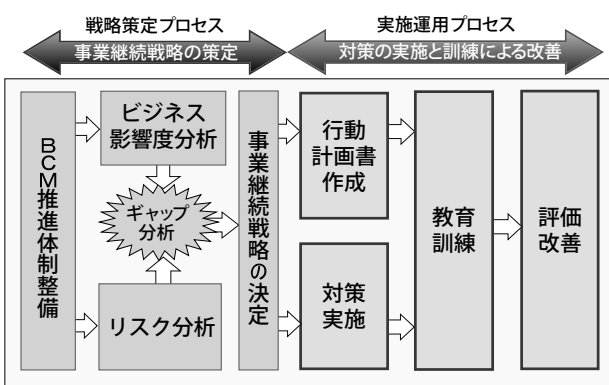 戦略策定プロセス
実施運用プロセス
事業継続戦略の策定
対策の実施と訓練による改善
BCM推進体制整備
ビジネス
影響度分析
ギャップ
分析
リスク分析
事業継続戦略の決定
行動
計画書
作成
対策
実施
教育
訓練
評価
改善